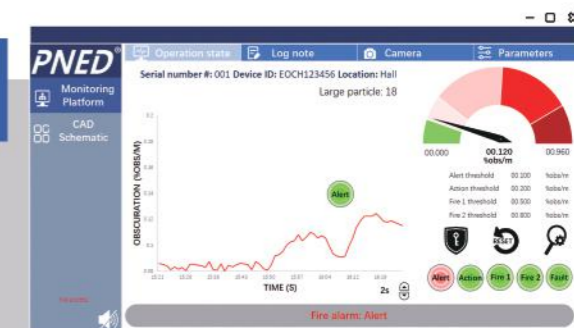 PNED®
Operation state
Log note
Camera
Parameters
Monitoring
Platform
CAD
Schematic
Serial number#: 001 Device ID: EOCH123456 Location: Hall
Large particle: 18
OBSCURATION (%OBS/M)
Alert
TIME (S)
2s
00.000
00.120
%obs/m
00.960
Alert threshold 00.100 %obs/m
Action threshold 00.200 %obs/m
Fire 1 threshold 00.500 %obs/m
Fire 2 threshold 00.800 %obs/m
RESET
Alert
Action
Fire 1
Fire 2
Fault
Fire alarm: Alert